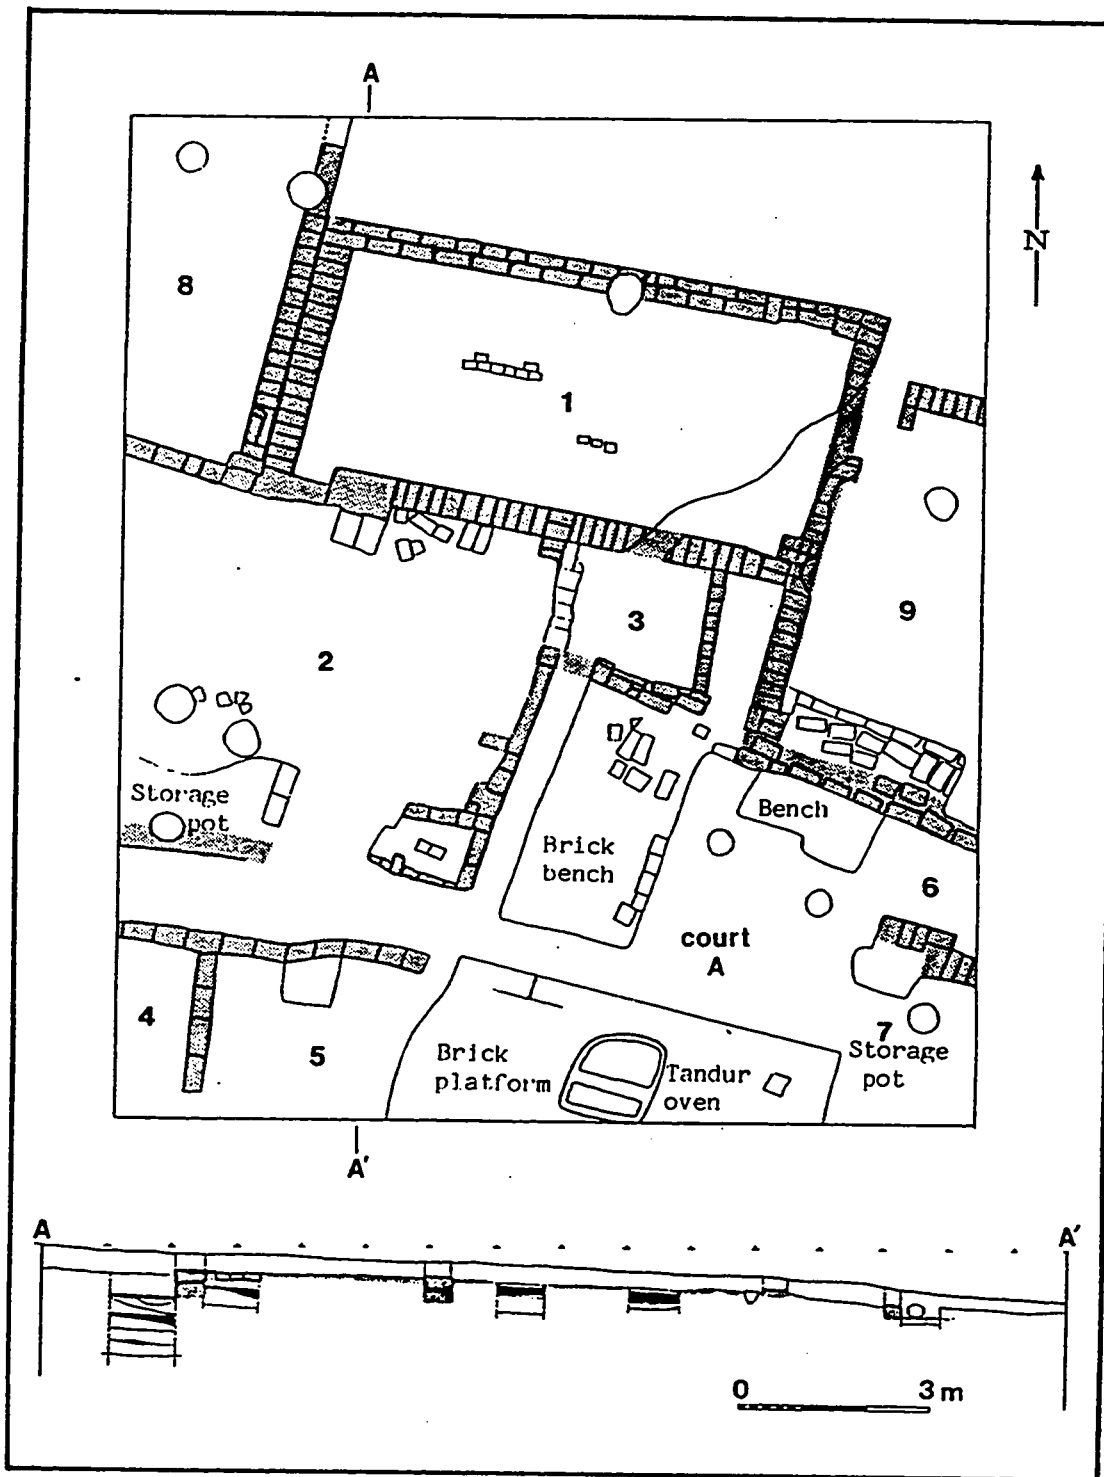 A
N
8
1
9
3
2
Storage
pot
Bench
Brick
bench
6
court
A
4
5
7
Storage
pot
Brick
platform
Tandur
oven
A'
A
A'
0 3 m